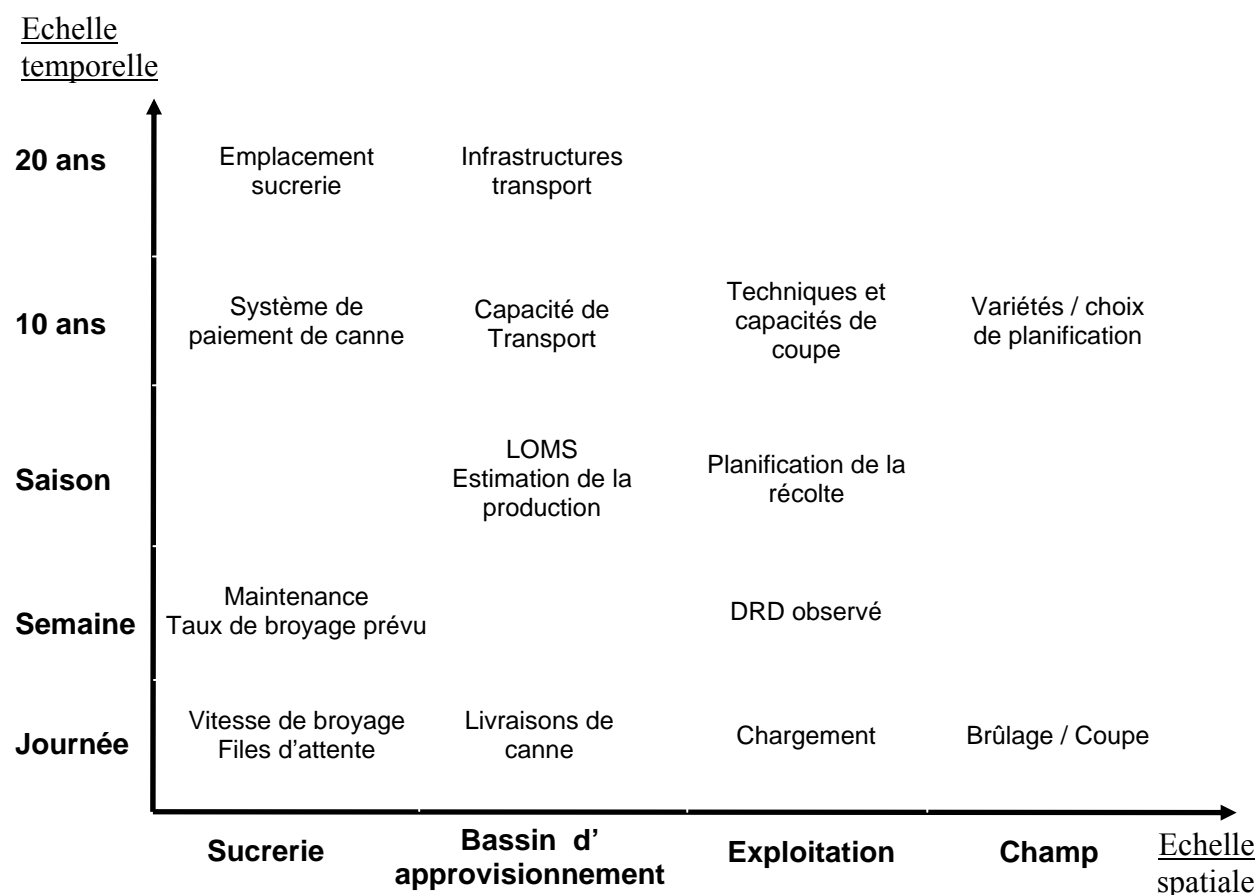 Echelle
temporelle
20 ans
Emplacement
sucrerie
Infrastructures
transport
10 ans
Système de
paiement de canne
Capacité de
Transport
Techniques et
capacités de
coupe
Variétés / choix
de planification
Saison
LOMS
Estimation de la
production
Planification de la
récolte
Semaine
Maintenance
Taux de broyage prévu
DRD observé
Journée
Vitesse de broyage
Files d'attente
Livraisons de
canne
Chargement
Brûlage / Coupe
Sucrerie
Bassin d'
approvisionnement
Exploitation
Champ
Echelle
spatiale